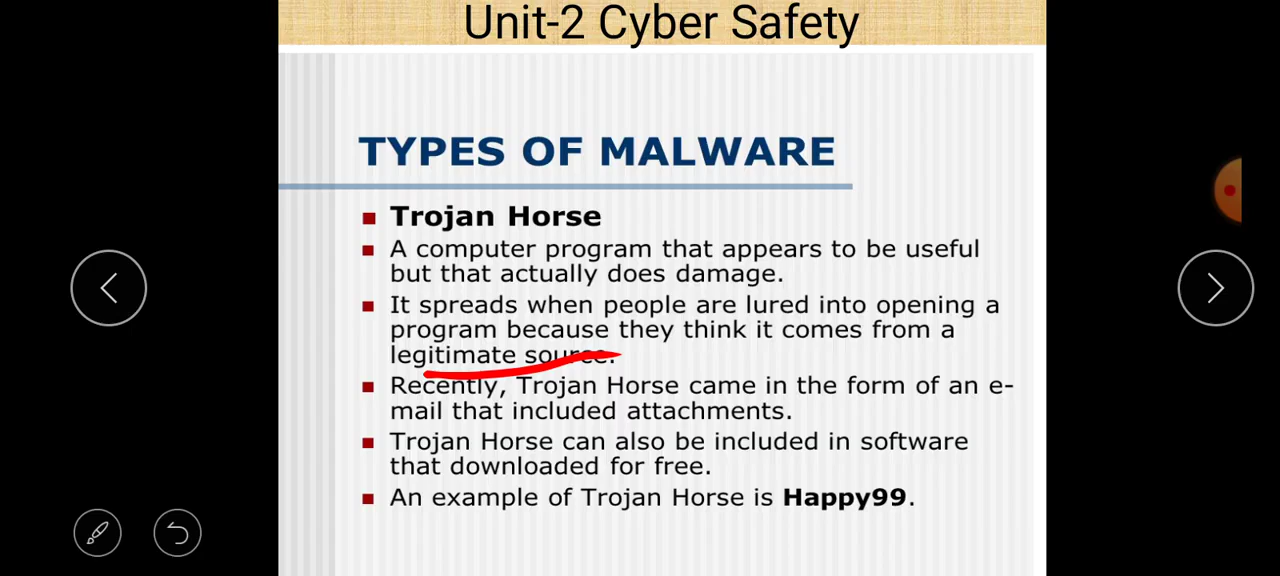 Unit-2 Cyber Safety
TYPES OF MALWARE
Trojan Horse
A computer program that appears to be useful
but that actually does damage.
It spreads when people are lured into opening a
program because they think it comes from a
legitimate source.
Recently, Trojan Horse came in the form of an e-
mail that included attachments.
Trojan Horse can also be included in software
that downloaded for free.
An example of Trojan Horse is Happy99.